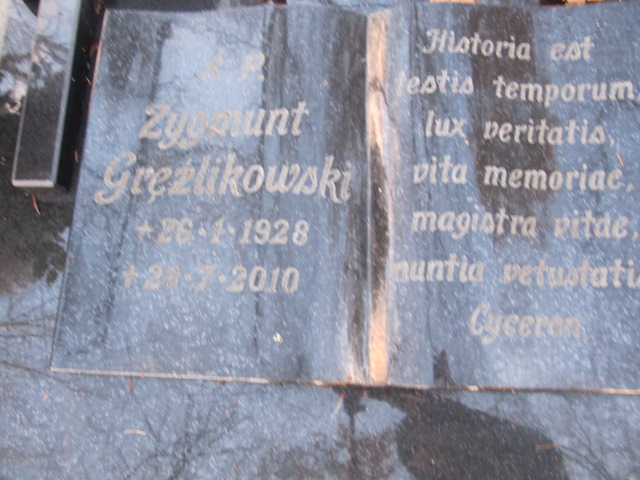 Ś. P.
Zygmunt
Gręźlikowski
+ 26 · 1 · 1928
+ 28 · 7 · 2010
Historia est
testis temporum,
lux veritatis,
vita memoriae,
magistra vitae,
nuntia vetustati
Cyceron